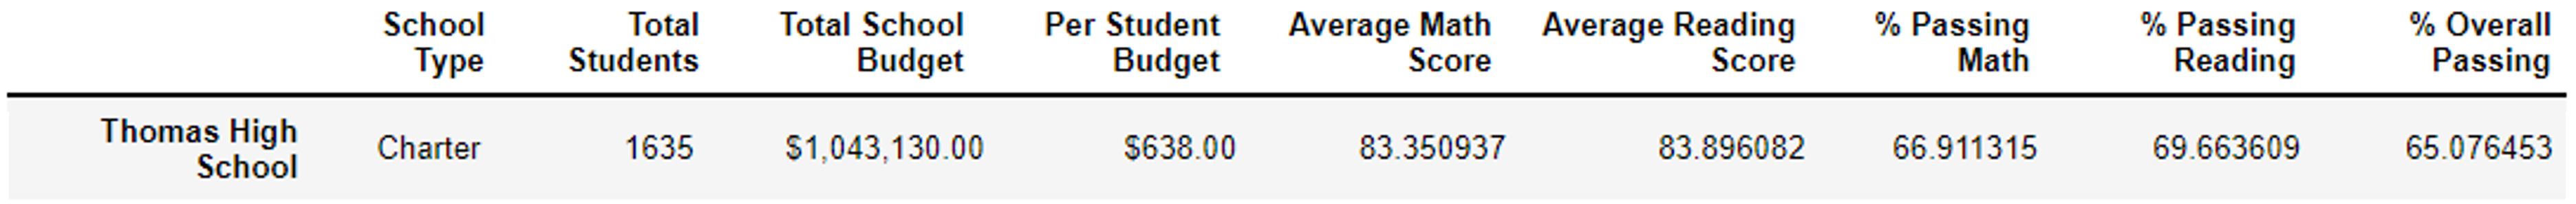 School Type Total Students Total School Budget Per Student Budget Average Math Score Average Reading Score % Passing Math % Passing Reading % Overall Passing
Thomas High School Charter 1635 $1,043,130.00 $638.00 83.350937 83.896082 66.911315 69.663609 65.076453